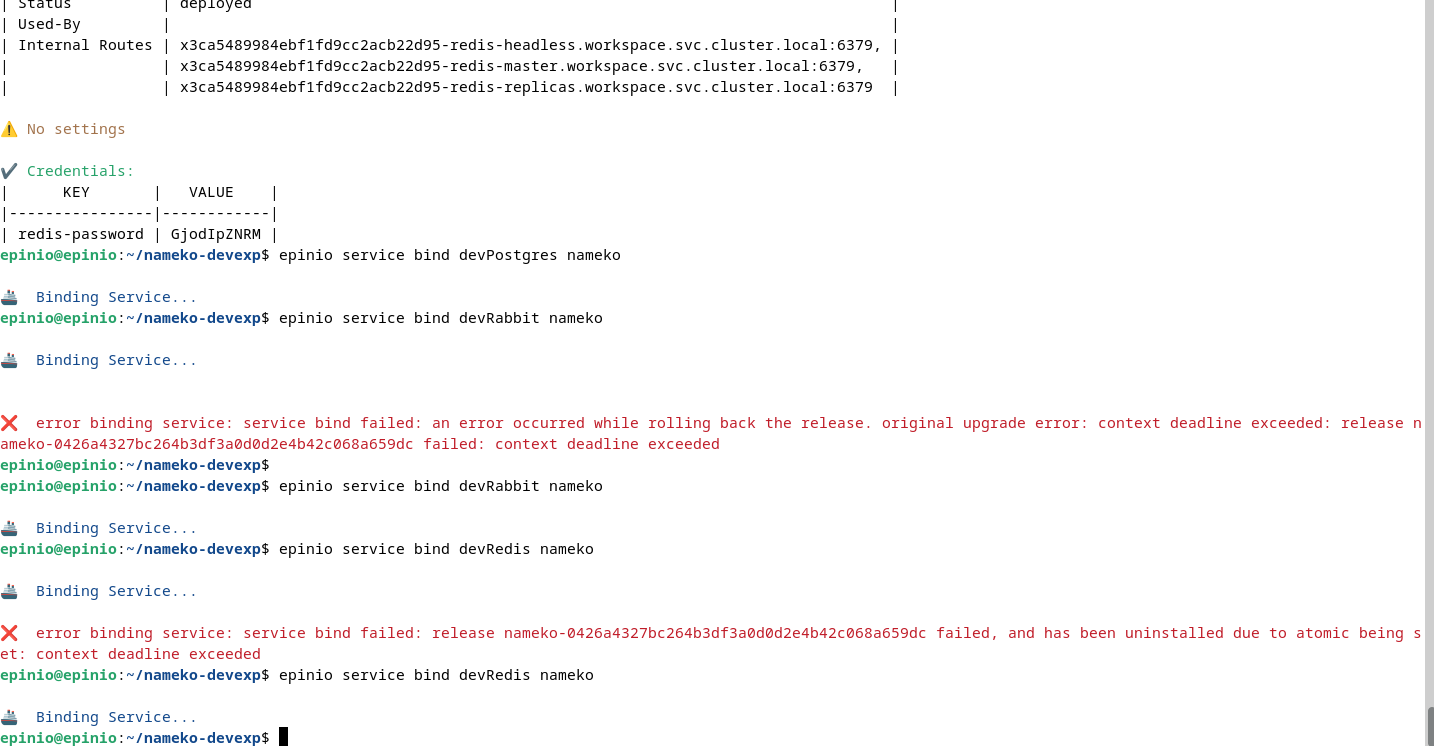 | Status          | deployed                                                                      |
| Used-By         |                                                                               |
| Internal Routes | x3ca5489984ebf1fd9cc2acb22d95-redis-headless.workspace.svc.cluster.local:6379, |
|                 | x3ca5489984ebf1fd9cc2acb22d95-redis-master.workspace.svc.cluster.local:6379,   |
|                 | x3ca5489984ebf1fd9cc2acb22d95-redis-replicas.workspace.svc.cluster.local:6379  |
⚠️ No settings
✔️ Credentials:
|      KEY       |   VALUE    |
|----------------|------------|
| redis-password | GjodIpZNRM |
epinio@epinio:~/nameko-devexp$ epinio service bind devPostgres nameko
🚢  Binding Service...
epinio@epinio:~/nameko-devexp$ epinio service bind devRabbit nameko
🚢  Binding Service...
❌  error binding service: service bind failed: an error occurred while rolling back the release. original upgrade error: context deadline exceeded: release n
ameko-0426a4327bc264b3df3a0d0d2e4b42c068a659dc failed: context deadline exceeded
epinio@epinio:~/nameko-devexp$
epinio@epinio:~/nameko-devexp$ epinio service bind devRabbit nameko
🚢  Binding Service...
epinio@epinio:~/nameko-devexp$ epinio service bind devRedis nameko
🚢  Binding Service...
❌  error binding service: service bind failed: release nameko-0426a4327bc264b3df3a0d0d2e4b42c068a659dc failed, and has been uninstalled due to atomic being s
et: context deadline exceeded
epinio@epinio:~/nameko-devexp$ epinio service bind devRedis nameko
🚢  Binding Service...
epinio@epinio:~/nameko-devexp$